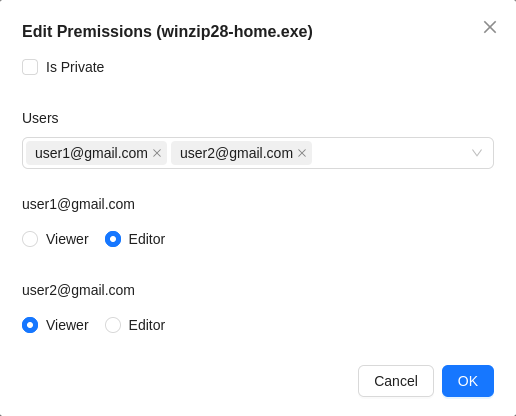 Edit Premissions (winzip28-home.exe)
Is Private
Users
user1@gmail.com user2@gmail.com
user1@gmail.com
Viewer Editor
user2@gmail.com
Viewer Editor
Cancel OK